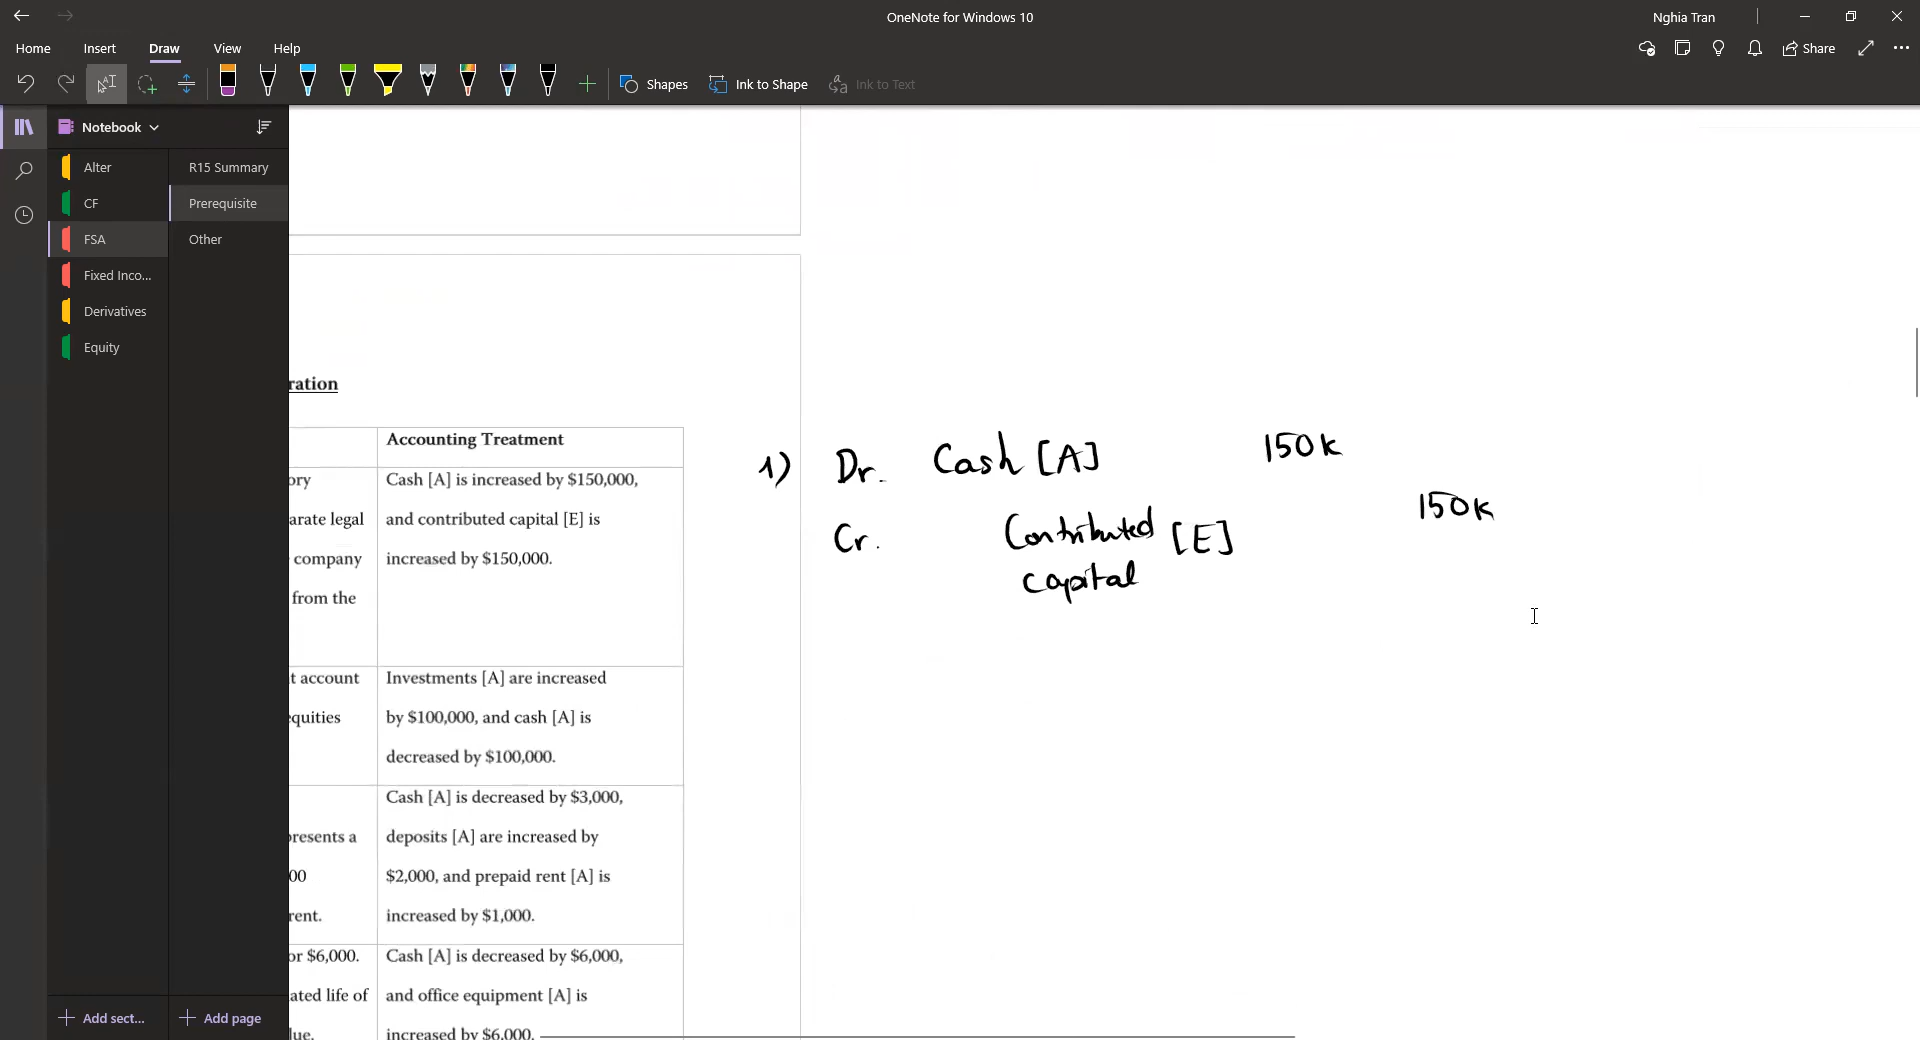 OneNote for Windows 10
Nghia Tran
Home Insert Draw View Help
Share
Shapes Ink to Shape Ink to Text
Notebook
Alter
CF
FSA
Fixed Inco...
Derivatives
Equity
Add sect...
R15 Summary
Prerequisite
Other
Add page
ration
ory
arate legal
company
from the
t account
equities
presents a
00
rent.
or $6,000.
ated life of
lue.
Accounting Treatment
Cash [A] is increased by $150,000,
and contributed capital [E] is
increased by $150,000.
Investments [A] are increased
by $100,000, and cash [A] is
decreased by $100,000.
Cash [A] is decreased by $3,000,
deposits [A] are increased by
$2,000, and prepaid rent [A] is
increased by $1,000.
Cash [A] is decreased by $6,000,
and office equipment [A] is
increased by $6,000.
1) Dr. Cash [A] 150k
Cr. Contributed [E] 150k
capital